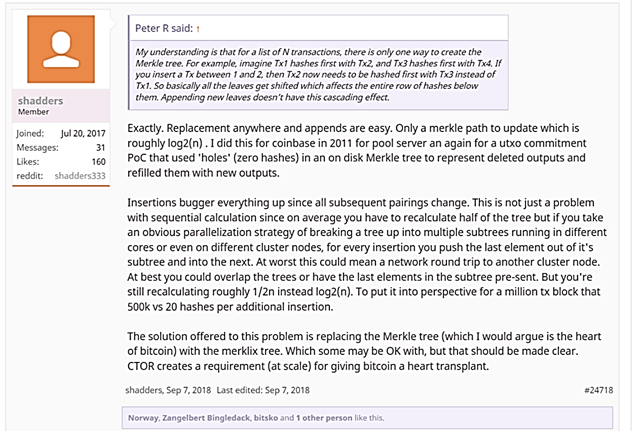 Peter R said: ↑
My understanding is that for a list of N transactions, there is only one way to create the
Merkle tree. For example, imagine Tx1 hashes first with Tx2, and Tx3 hashes first with Tx4. If
you insert a Tx between 1 and 2, then Tx2 now needs to be hashed first with Tx3 instead of
Tx1. So basically all the leaves get shifted which affects the entire row of hashes below
them. Appending new leaves doesn't have this cascading effect.
shadders
Member
Joined: Jul 20, 2017
Messages: 31
Likes: 160
reddit: shadders333
Exactly. Replacement anywhere and appends are easy. Only a merkle path to update which is
roughly log2(n) . I did this for coinbase in 2011 for pool server an again for a utxo commitment
PoC that used 'holes' (zero hashes) in an on disk Merkle tree to represent deleted outputs and
refilled them with new outputs.
Insertions bugger everything up since all subsequent pairings change. This is not just a problem
with sequential calculation since on average you have to recalculate half of the tree but if you take
an obvious parallelization strategy of breaking a tree up into multiple subtrees running in different
cores or even on different cluster nodes, for every insertion you push the last element out of it's
subtree and into the next. At worst this could mean a network round trip to another cluster node.
At best you could overlap the trees or have the last elements in the subtree pre-sent. But you're
still recalculating roughly 1/2n instead log2(n). To put it into perspective for a million tx block that
500k vs 20 hashes per additional insertion.
The solution offered to this problem is replacing the Merkle tree (which I would argue is the heart
of bitcoin) with the merklix tree. Which some may be OK with, but that should be made clear.
CTOR creates a requirement (at scale) for giving bitcoin a heart transplant.
shadders, Sep 7, 2018 Last edited: Sep 7, 2018 #24718
Norway, Zangelbert Bingledack, bitsko and 1 other person like this.